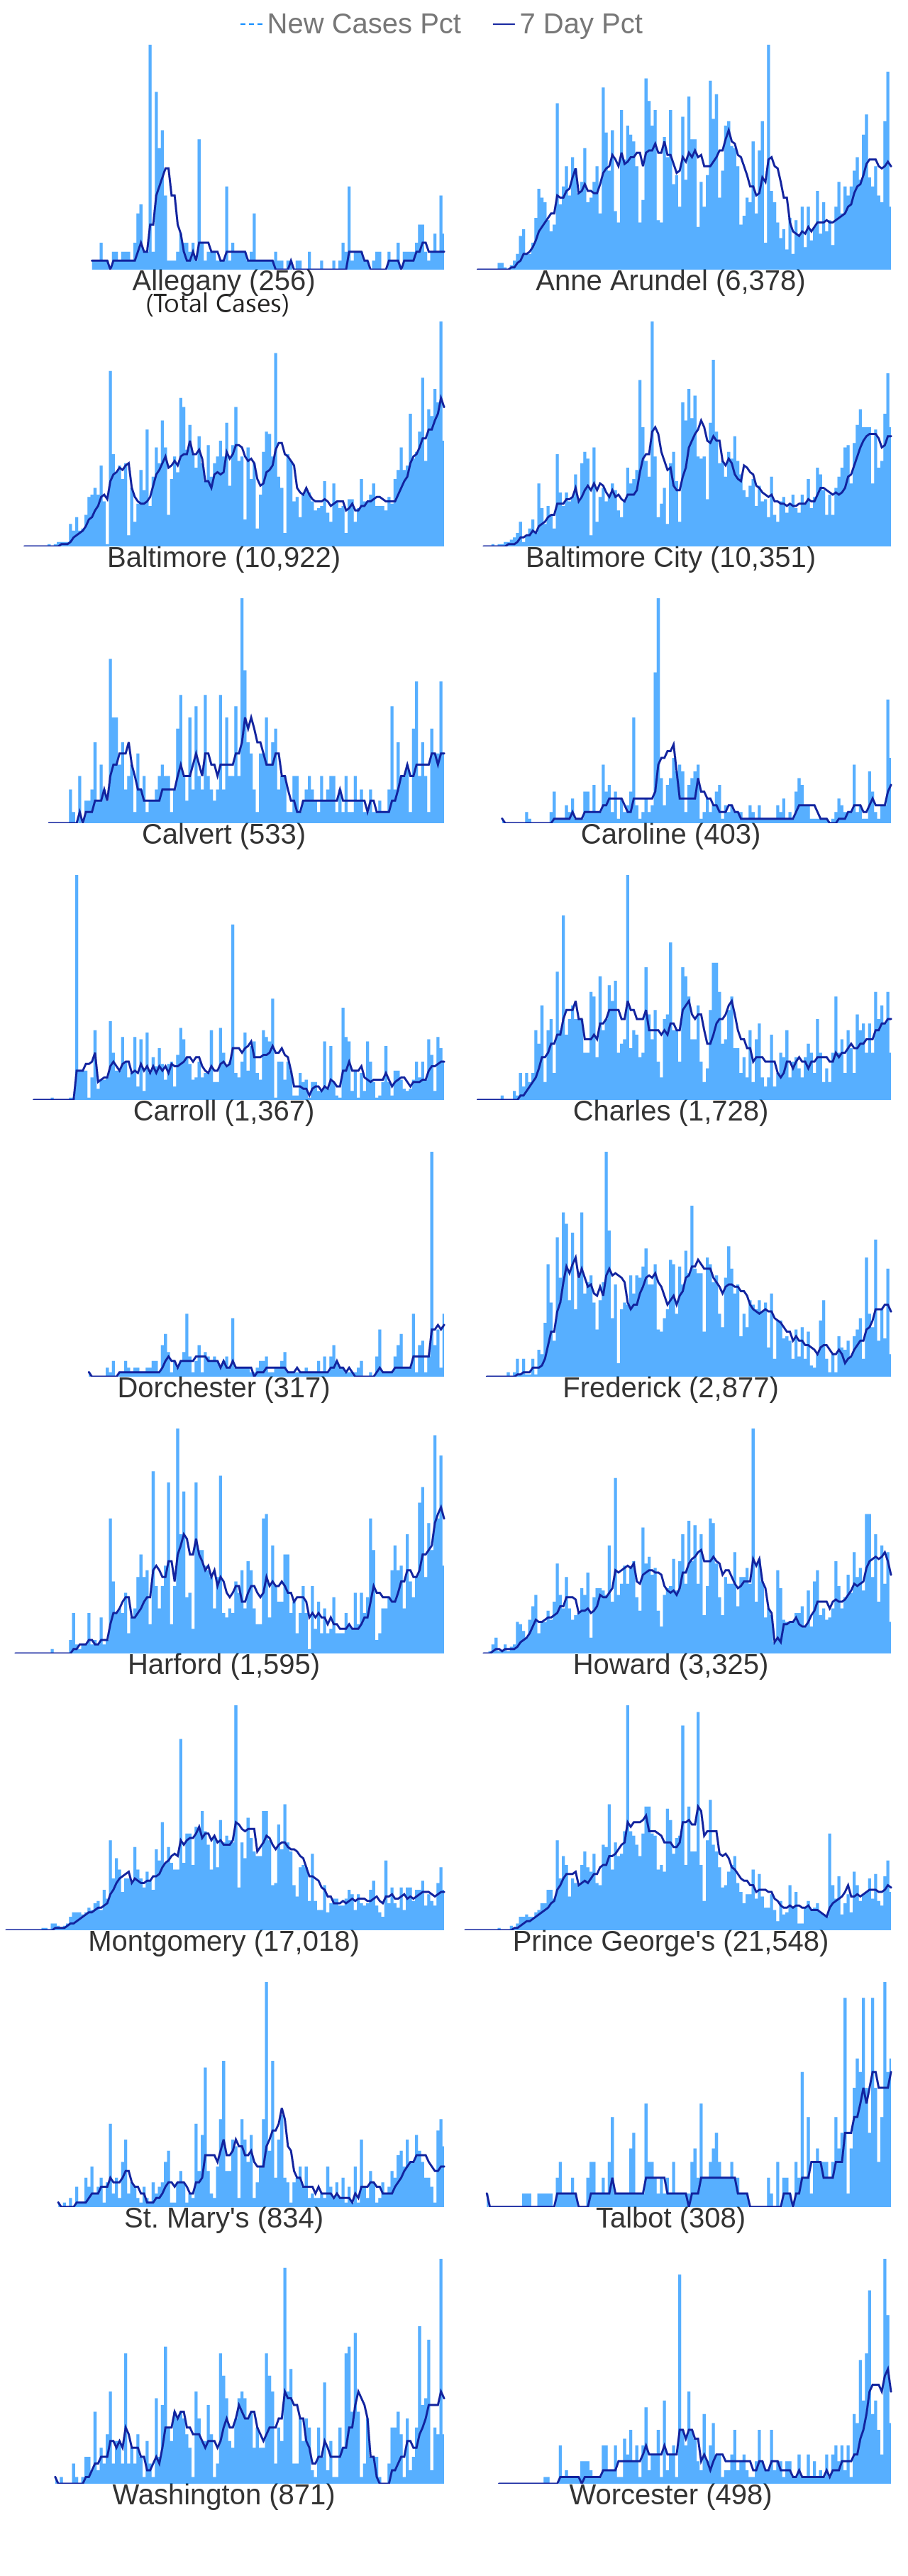 New Cases Pct 7 Day Pct
Allegany (256) Anne Arundel (6,378)
(Total Cases)
Baltimore (10,922) Baltimore City (10,351)
Calvert (533) Caroline (403)
Carroll (1,367) Charles (1,728)
Dorchester (317) Frederick (2,877)
Harford (1,595) Howard (3,325)
Montgomery (17,018) Prince George's (21,548)
St. Mary's (834) Talbot (308)
Washington (871) Worcester (498)